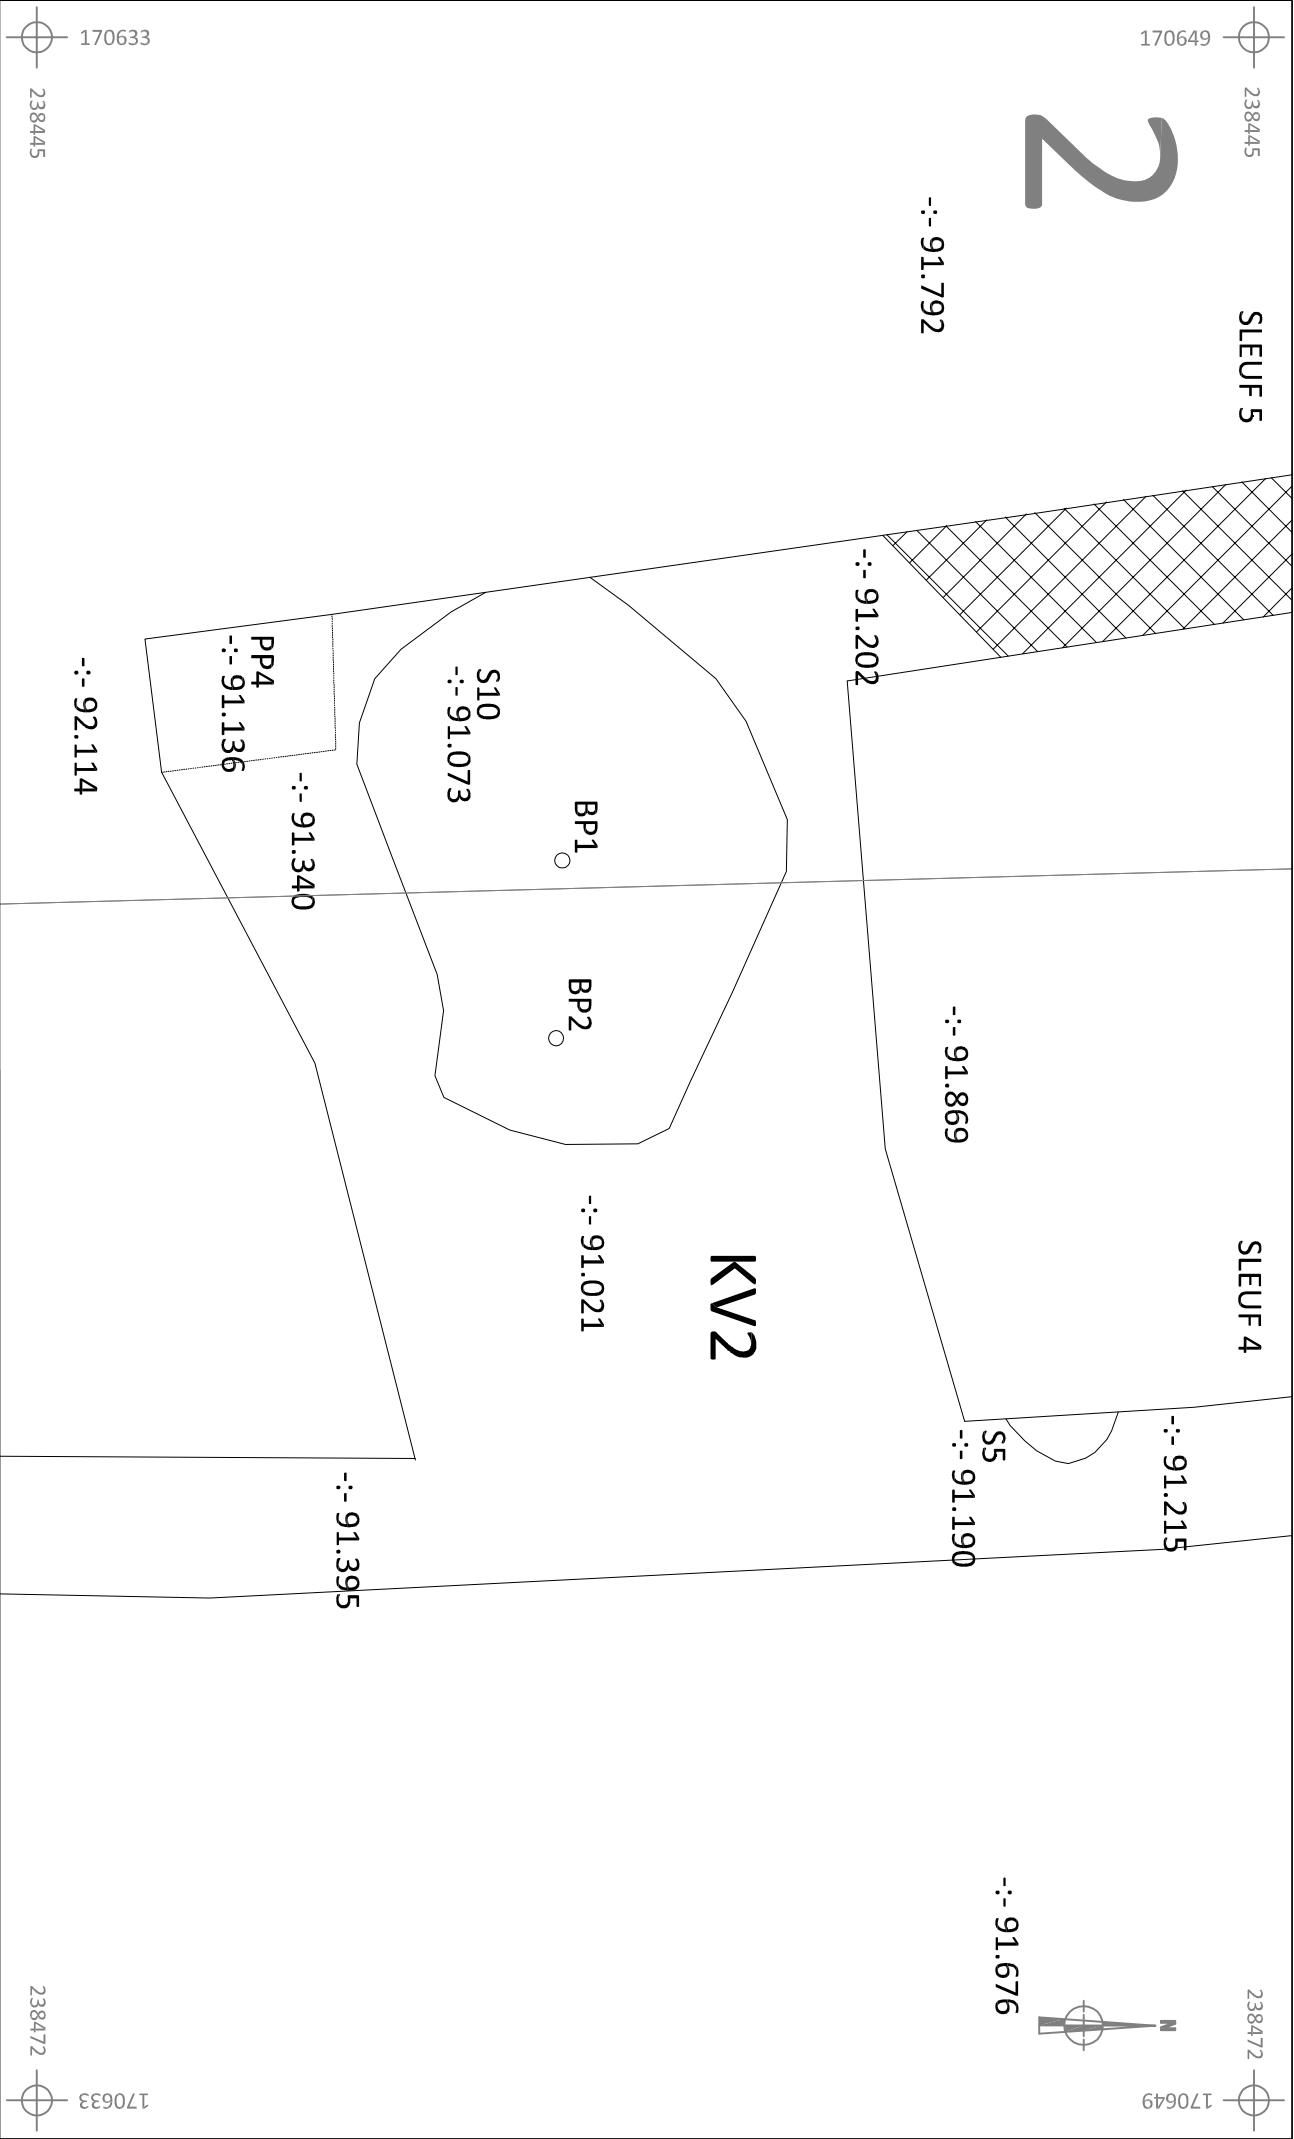 170633
170649
238445
238445
2
-:- 91.792
SLEUF 5
-:- 91.202
PP4
-:- 91.136
-:- 92.114
S10
-:- 91.073
-:- 91.340
BP1
BP2
-:- 91.869
-:- 91.021
KV2
SLEUF 4
S5
-:- 91.190
-:- 91.215
-:- 91.395
-:- 91.676
N
238472
238472
170633
170649